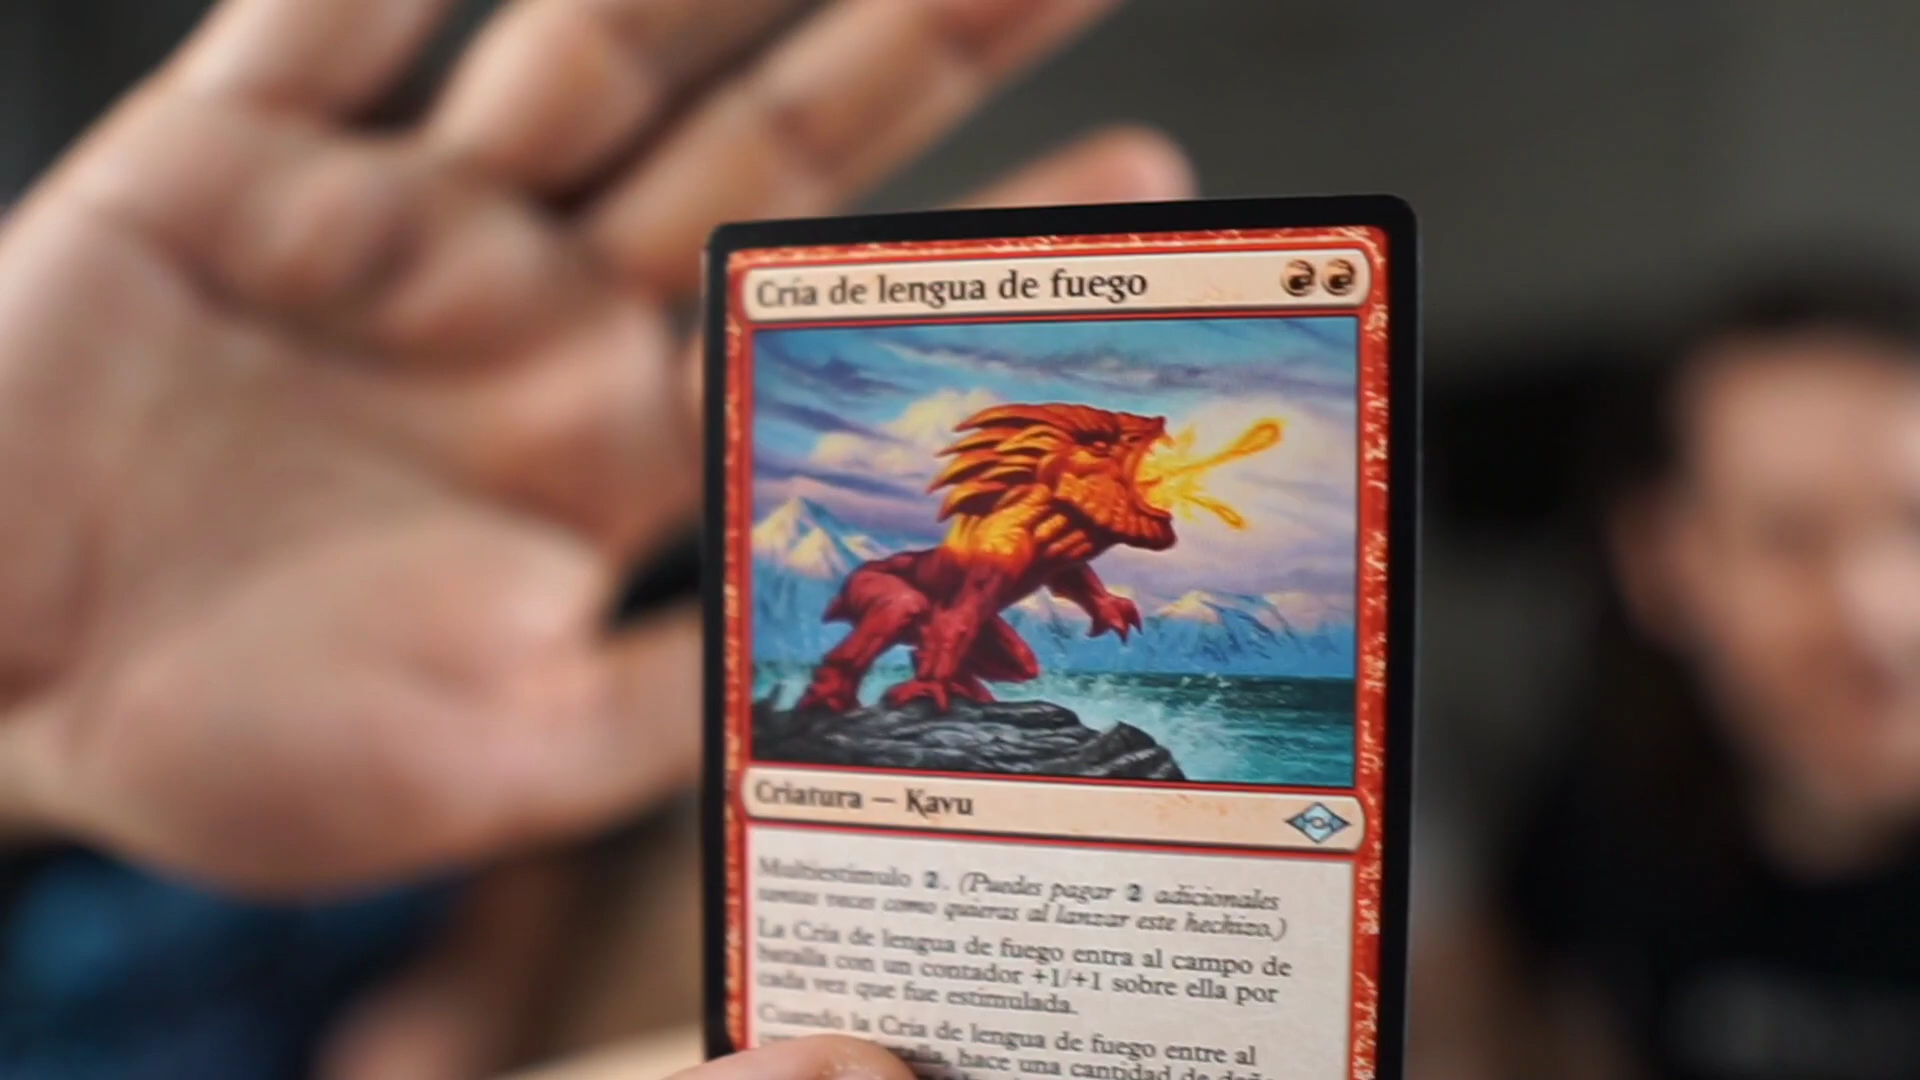 Cría de lengua de fuego
Criatura — Kavu
Multiestímulo 2. (Puedes pagar 2 adicionales
tantas veces como quieras al lanzar este hechizo.)
La Cría de lengua de fuego entra al campo de
batalla con un contador +1/+1 sobre ella por
cada vez que fue estimulada.
Cuando la Cría de lengua de fuego entre al
hace una cantidad de daño